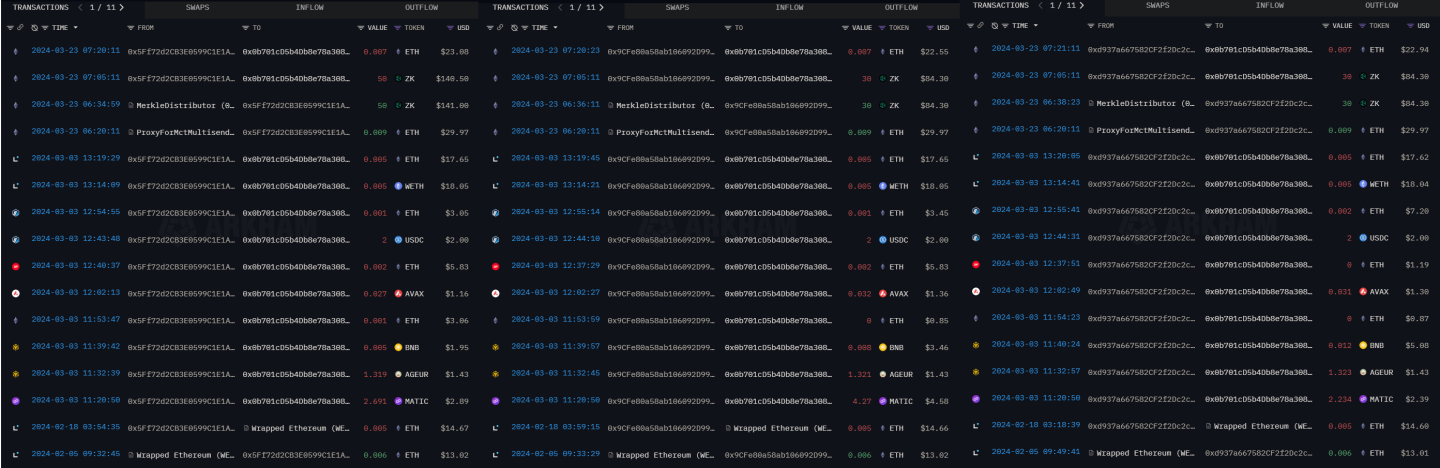 TRANSACTIONS 1 / 11 SWAPS INFLOW OUTFLOW
TIME FROM TO VALUE TOKEN USD
2024-03-23 07:20:11 0x5Ff72d2CB3E0599C1E1A… 0x0b701cD5b4Db8e78a308… 0.007 ETH $23.08
2024-03-23 07:05:11 0x5Ff72d2CB3E0599C1E1A… 0x0b701cD5b4Db8e78a308… 50 ZK $140.50
2024-03-23 06:34:59 MerkleDistributor (0… 0x5Ff72d2CB3E0599C1E1A… 50 ZK $141.00
2024-03-23 06:20:11 ProxyForMctMultisend… 0x5Ff72d2CB3E0599C1E1A… 0.009 ETH $29.97
2024-03-03 13:19:29 0x5Ff72d2CB3E0599C1E1A… 0x0b701cD5b4Db8e78a308… 0.005 ETH $17.65
2024-03-03 13:14:09 0x5Ff72d2CB3E0599C1E1A… 0x0b701cD5b4Db8e78a308… 0.005 WETH $18.05
2024-03-03 12:54:55 0x5Ff72d2CB3E0599C1E1A… 0x0b701cD5b4Db8e78a308… 0.001 ETH $3.05
2024-03-03 12:43:48 0x5Ff72d2CB3E0599C1E1A… 0x0b701cD5b4Db8e78a308… 2 USDC $2.00
2024-03-03 12:40:37 0x5Ff72d2CB3E0599C1E1A… 0x0b701cD5b4Db8e78a308… 0.002 ETH $5.83
2024-03-03 12:02:13 0x5Ff72d2CB3E0599C1E1A… 0x0b701cD5b4Db8e78a308… 0.027 AVAX $1.16
2024-03-03 11:53:47 0x5Ff72d2CB3E0599C1E1A… 0x0b701cD5b4Db8e78a308… 0.001 ETH $3.06
2024-03-03 11:39:42 0x5Ff72d2CB3E0599C1E1A… 0x0b701cD5b4Db8e78a308… 0.005 BNB $1.95
2024-03-03 11:32:39 0x5Ff72d2CB3E0599C1E1A… 0x0b701cD5b4Db8e78a308… 1.319 AGEUR $1.43
2024-03-03 11:20:50 0x5Ff72d2CB3E0599C1E1A… 0x0b701cD5b4Db8e78a308… 2.691 MATIC $2.89
2024-02-18 03:54:35 0x5Ff72d2CB3E0599C1E1A… Wrapped Ethereum (WE… 0.005 ETH $14.67
2024-02-05 09:32:45 Wrapped Ethereum (WE… 0x5Ff72d2CB3E0599C1E1A… 0.006 ETH $13.02
ARKHAM
TRANSACTIONS 1 / 11 SWAPS INFLOW OUTFLOW
TIME FROM TO VALUE TOKEN USD
2024-03-23 07:20:23 0x9CFe80a58ab106092D99… 0x0b701cD5b4Db8e78a308… 0.007 ETH $22.55
2024-03-23 07:05:11 0x9CFe80a58ab106092D99… 0x0b701cD5b4Db8e78a308… 30 ZK $84.30
2024-03-23 06:36:11 MerkleDistributor (0… 0x9CFe80a58ab106092D99… 30 ZK $84.30
2024-03-23 06:20:11 ProxyForMctMultisend… 0x9CFe80a58ab106092D99… 0.009 ETH $29.97
2024-03-03 13:19:45 0x9CFe80a58ab106092D99… 0x0b701cD5b4Db8e78a308… 0.005 ETH $17.65
2024-03-03 13:14:21 0x9CFe80a58ab106092D99… 0x0b701cD5b4Db8e78a308… 0.005 WETH $18.05
2024-03-03 12:55:14 0x9CFe80a58ab106092D99… 0x0b701cD5b4Db8e78a308… 0.001 ETH $3.45
2024-03-03 12:44:10 0x9CFe80a58ab106092D99… 0x0b701cD5b4Db8e78a308… 2 USDC $2.00
2024-03-03 12:37:29 0x9CFe80a58ab106092D99… 0x0b701cD5b4Db8e78a308… 0.002 ETH $5.83
2024-03-03 12:02:27 0x9CFe80a58ab106092D99… 0x0b701cD5b4Db8e78a308… 0.032 AVAX $1.36
2024-03-03 11:53:59 0x9CFe80a58ab106092D99… 0x0b701cD5b4Db8e78a308… 0 ETH $0.85
2024-03-03 11:39:57 0x9CFe80a58ab106092D99… 0x0b701cD5b4Db8e78a308… 0.008 BNB $3.46
2024-03-03 11:32:45 0x9CFe80a58ab106092D99… 0x0b701cD5b4Db8e78a308… 1.321 AGEUR $1.43
2024-03-03 11:20:50 0x9CFe80a58ab106092D99… 0x0b701cD5b4Db8e78a308… 4.27 MATIC $4.58
2024-02-18 03:59:15 0x9CFe80a58ab106092D99… Wrapped Ethereum (WE… 0.005 ETH $14.66
2024-02-05 09:33:29 Wrapped Ethereum (WE… 0x9CFe80a58ab106092D99… 0.006 ETH $13.02
ARKHAM
TRANSACTIONS 1 / 11 SWAPS INFLOW OUTFLOW
TIME FROM TO VALUE TOKEN USD
2024-03-23 07:21:11 0xd937a667582CF2f2Dc2c… 0x0b701cD5b4Db8e78a308… 0.007 ETH $22.94
2024-03-23 07:05:11 0xd937a667582CF2f2Dc2c… 0x0b701cD5b4Db8e78a308… 30 ZK $84.30
2024-03-23 06:38:23 MerkleDistributor (0… 0xd937a667582CF2f2Dc2c… 30 ZK $84.30
2024-03-23 06:20:11 ProxyForMctMultisend… 0xd937a667582CF2f2Dc2c… 0.009 ETH $29.97
2024-03-03 13:20:05 0xd937a667582CF2f2Dc2c… 0x0b701cD5b4Db8e78a308… 0.005 ETH $17.62
2024-03-03 13:14:41 0xd937a667582CF2f2Dc2c… 0x0b701cD5b4Db8e78a308… 0.005 WETH $18.04
2024-03-03 12:55:41 0xd937a667582CF2f2Dc2c… 0x0b701cD5b4Db8e78a308… 0.002 ETH $7.20
2024-03-03 12:44:31 0xd937a667582CF2f2Dc2c… 0x0b701cD5b4Db8e78a308… 2 USDC $2.00
2024-03-03 12:37:51 0xd937a667582CF2f2Dc2c… 0x0b701cD5b4Db8e78a308… 0 ETH $1.19
2024-03-03 12:02:49 0xd937a667582CF2f2Dc2c… 0x0b701cD5b4Db8e78a308… 0.031 AVAX $1.30
2024-03-03 11:54:23 0xd937a667582CF2f2Dc2c… 0x0b701cD5b4Db8e78a308… 0 ETH $0.87
2024-03-03 11:40:24 0xd937a667582CF2f2Dc2c… 0x0b701cD5b4Db8e78a308… 0.012 BNB $5.08
2024-03-03 11:32:57 0xd937a667582CF2f2Dc2c… 0x0b701cD5b4Db8e78a308… 1.323 AGEUR $1.43
2024-03-03 11:20:50 0xd937a667582CF2f2Dc2c… 0x0b701cD5b4Db8e78a308… 2.234 MATIC $2.39
2024-02-18 03:18:39 0xd937a667582CF2f2Dc2c… Wrapped Ethereum (WE… 0.005 ETH $14.60
2024-02-05 09:49:41 Wrapped Ethereum (WE… 0xd937a667582CF2f2Dc2c… 0.006 ETH $13.01
ARKHAM